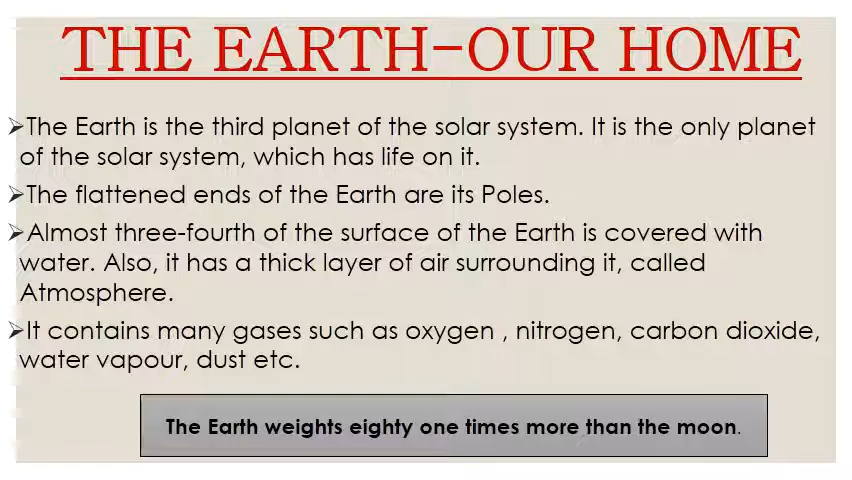 THE EARTH-OUR HOME
➢The Earth is the third planet of the solar system. It is the only planet
of the solar system, which has life on it.
➢The flattened ends of the Earth are its Poles.
➢Almost three-fourth of the surface of the Earth is covered with
water. Also, it has a thick layer of air surrounding it, called
Atmosphere.
➢It contains many gases such as oxygen , nitrogen, carbon dioxide,
water vapour, dust etc.
The Earth weights eighty one times more than the moon.